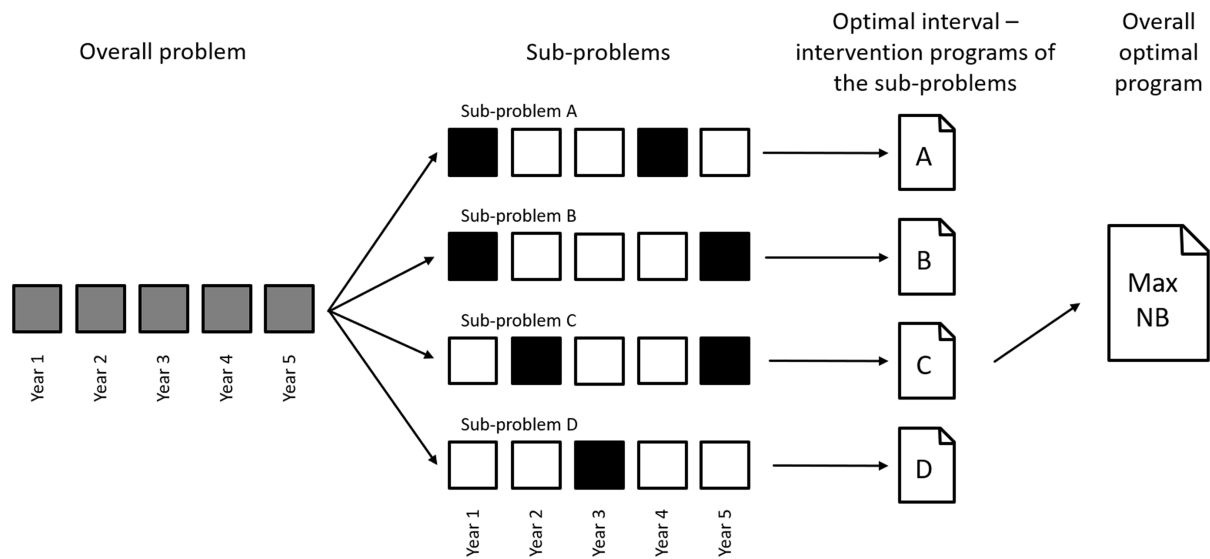 Overall problem
Sub-problems
Optimal interval –
intervention programs of
the sub-problems
Overall
optimal
program
Sub-problem A
A
Sub-problem B
B
Sub-problem C
C
Sub-problem D
D
Max
NB
Year 1
Year 2
Year 3
Year 4
Year 5
Year 1
Year 2
Year 3
Year 4
Year 5